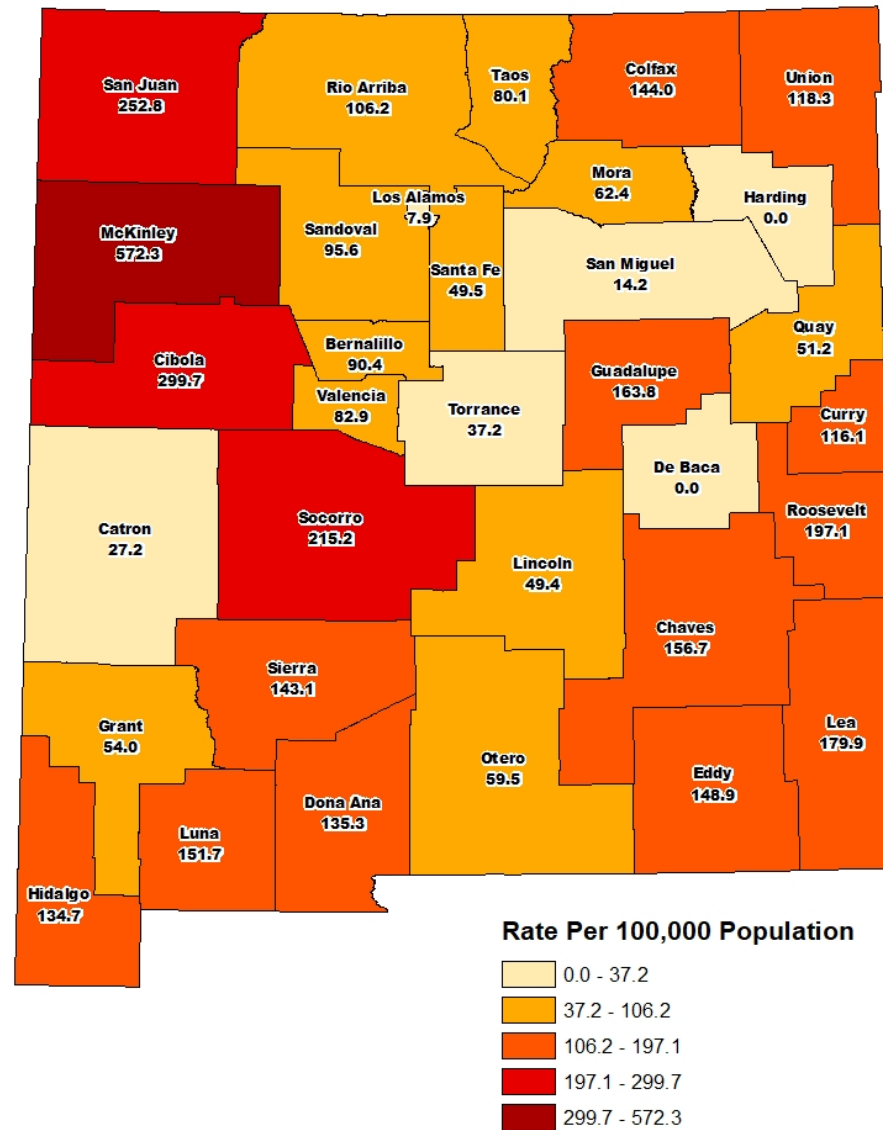 San Juan
252.8
Rio Arriba
106.2
Taos
80.1
Colfax
144.0
Union
118.3
McKinley
572.3
Sandoval
95.6
Los Alamos
7.9
Santa Fe
49.5
Mora
62.4
Harding
0.0
San Miguel
14.2
Quay
51.2
Cibola
299.7
Bernalillo
90.4
Valencia
82.9
Torrance
37.2
Guadalupe
163.8
Curry
116.1
De Baca
0.0
Roosevelt
197.1
Catron
27.2
Socorro
215.2
Lincoln
49.4
Chaves
156.7
Sierra
143.1
Grant
54.0
Otero
59.5
Lea
179.9
Eddy
148.9
Dona Ana
135.3
Luna
151.7
Hidalgo
134.7
Rate Per 100,000 Population
0.0 - 37.2
37.2 - 106.2
106.2 - 197.1
197.1 - 299.7
299.7 - 572.3